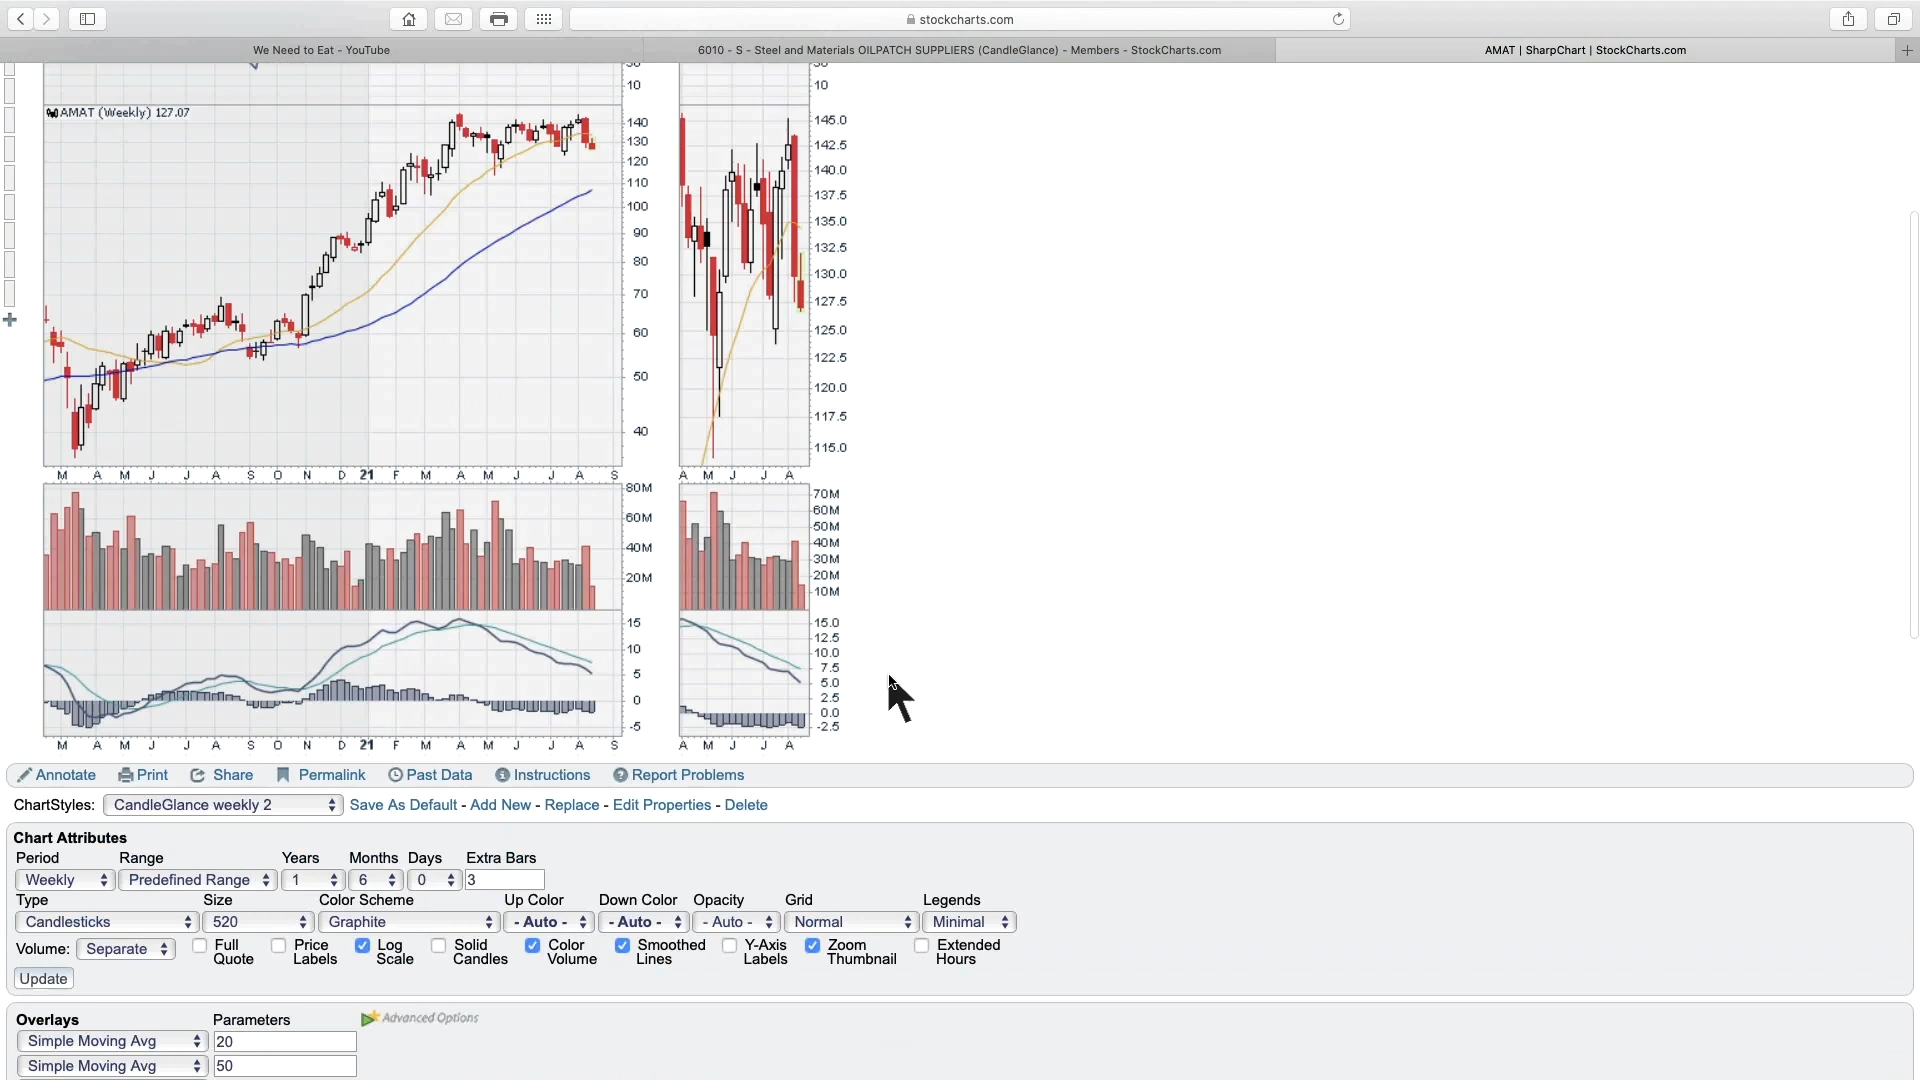 stockcharts.com
We Need to Eat - YouTube
6010 - S - Steel and Materials OILPATCH SUPPLIERS (CandleGlance) - Members - StockCharts.com
AMAT | SharpChart | StockCharts.com
10
10
AMAT (Weekly) 127.07
140
130
120
110
100
90
80
70
60
50
40
145.0
142.5
140.0
137.5
135.0
132.5
130.0
127.5
125.0
122.5
120.0
117.5
115.0
M A M J J A S O N D 21 F M A M J J A S
A M J J A
80M
60M
40M
20M
70M
60M
50M
40M
30M
20M
10M
15
10
5
0
-5
15.0
12.5
10.0
7.5
5.0
2.5
0.0
-2.5
M A M J J A S O N D 21 F M A M J J A S
A M J J A
Annotate Print Share Permalink Past Data Instructions Report Problems
ChartStyles: CandleGlance weekly 2 Save As Default - Add New - Replace - Edit Properties - Delete
Chart Attributes
Period Range Years Months Days Extra Bars
Weekly Predefined Range 1 6 0 3
Type Size Color Scheme Up Color Down Color Opacity Grid Legends
Candlesticks 520 Graphite - Auto - - Auto - - Auto - Normal Minimal
Volume: Separate Full Quote Price Labels Log Scale Solid Candles Color Volume Smoothed Lines Y-Axis Labels Zoom Thumbnail Extended Hours
Update
Overlays Parameters Advanced Options
Simple Moving Avg 20
Simple Moving Avg 50